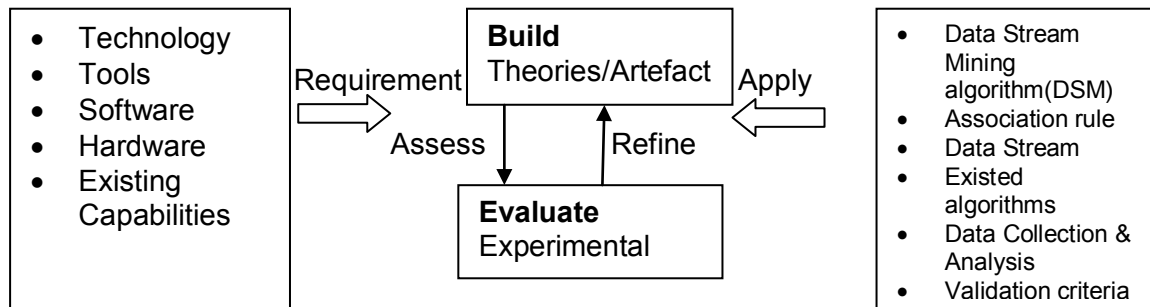 • Technology
• Tools
• Software
• Hardware
• Existing
Capabilities
Requirement
Build
Theories/Artefact
Assess
Refine
Evaluate
Experimental
Apply
• Data Stream
Mining
algorithm(DSM)
• Association rule
• Data Stream
• Existed
algorithms
• Data Collection &
Analysis
• Validation criteria